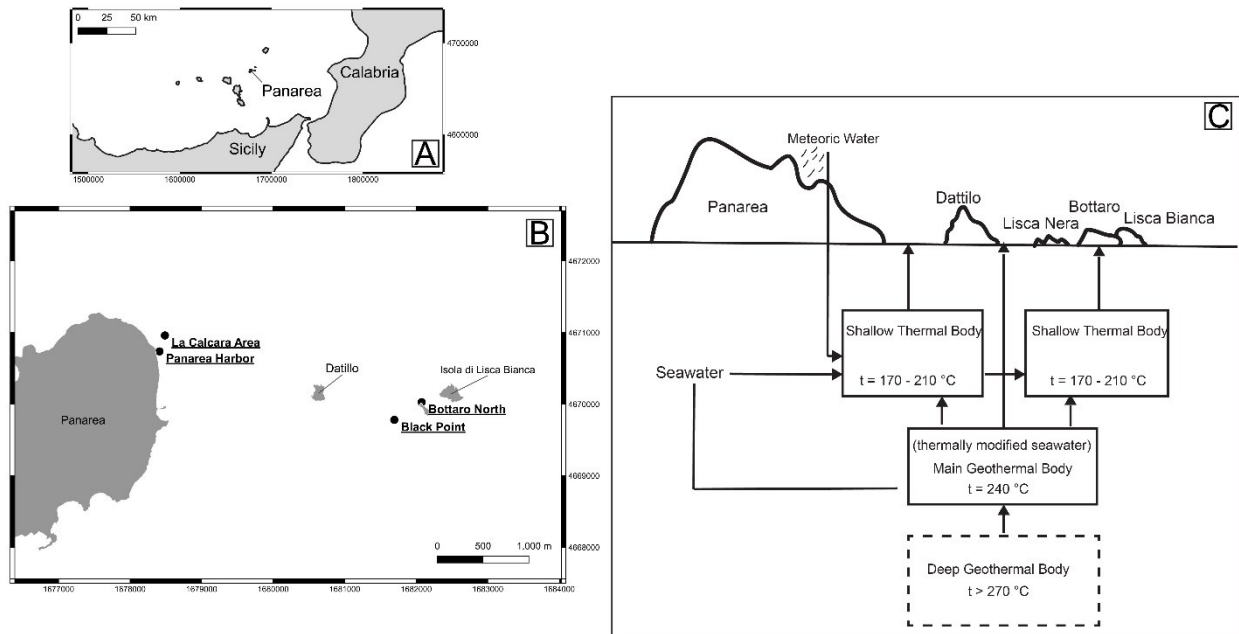 0 25 50 km
4700000
Calabria
Panarea
4600000
Sicily
A
1500000 1600000 1700000 1800000
B
4672000
4671000
La Calcara Area
Panarea Harbor
Datillo
Isola di Lisca Bianca
4670000
Bottaro North
Panarea
Black Point
4669000
0 500 1,000 m
4668000
1677000 1678000 1679000 1680000 1681000 1682000 1683000 1684000
C
Meteoric Water
Panarea
Dattilo
Lisca Nera
Bottaro
Lisca Bianca
Shallow Thermal Body
t = 170 - 210 °C
Shallow Thermal Body
t = 170 - 210 °C
Seawater
(thermally modified seawater)
Main Geothermal Body
t = 240 °C
Deep Geothermal Body
t > 270 °C